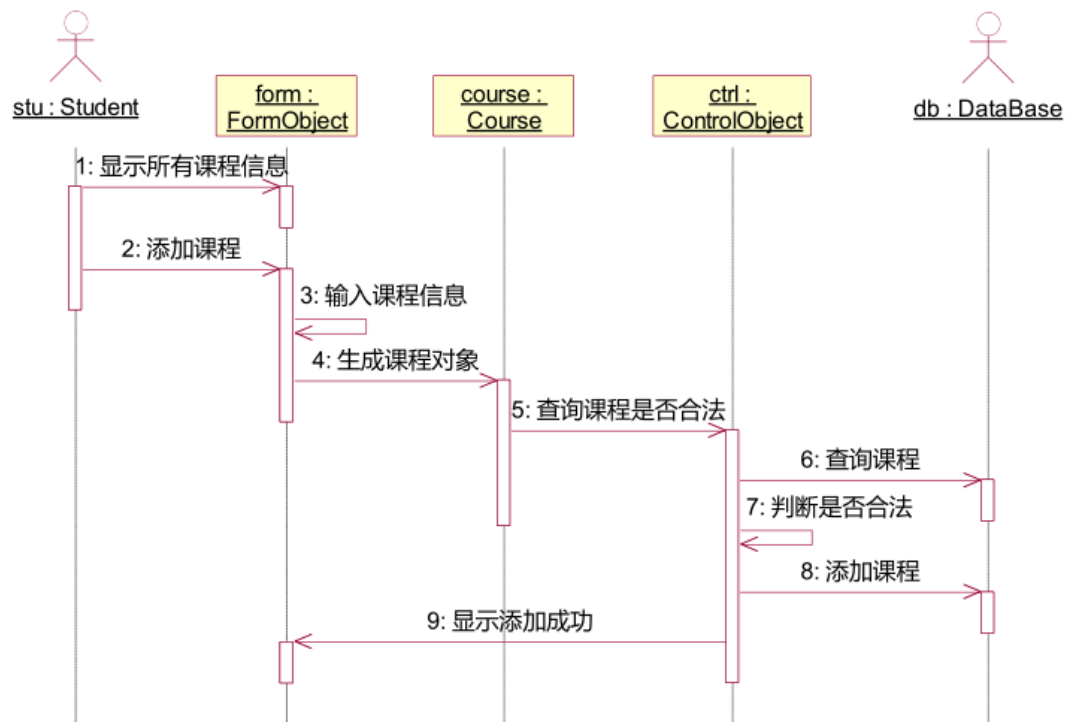 stu : Student
form :
FormObject
course :
Course
ctrl :
ControlObject
db : DataBase
1: 显示所有课程信息
2: 添加课程
3: 输入课程信息
4: 生成课程对象
5: 查询课程是否合法
6: 查询课程
7: 判断是否合法
8: 添加课程
9: 显示添加成功